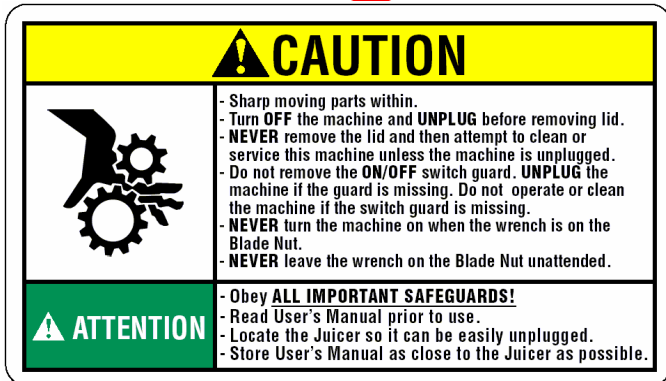 CAUTION
- Sharp moving parts within.
- Turn OFF the machine and UNPLUG before removing lid.
- NEVER remove the lid and then attempt to clean or
service this machine unless the machine is unplugged.
- Do not remove the ON/OFF switch guard. UNPLUG the
machine if the guard is missing. Do not operate or clean
the machine if the switch guard is missing.
- NEVER turn the machine on when the wrench is on the
Blade Nut.
- NEVER leave the wrench on the Blade Nut unattended.
ATTENTION
- Obey ALL IMPORTANT SAFEGUARDS!
- Read User's Manual prior to use.
- Locate the Juicer so it can be easily unplugged.
- Store User's Manual as close to the Juicer as possible.